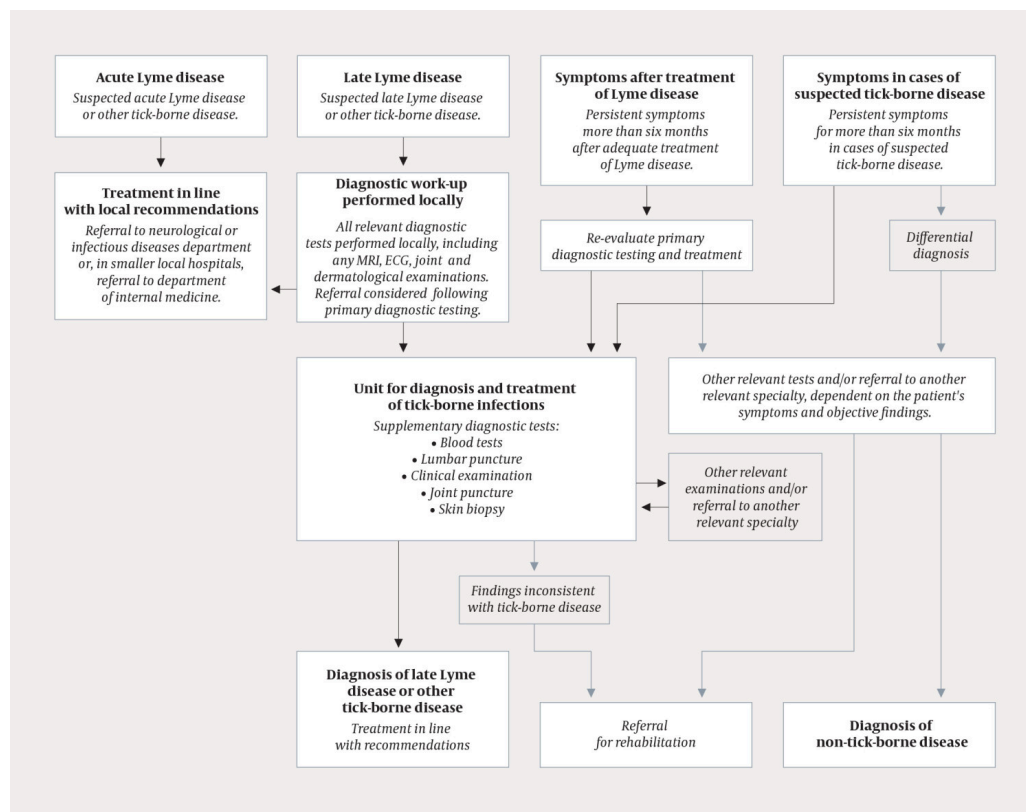 Acute Lyme disease
Suspected acute Lyme disease
or other tick-borne disease.
Late Lyme disease
Suspected late Lyme disease
or other tick-borne disease.
Symptoms after treatment
of Lyme disease
Persistent symptoms
more than six months
after adequate treatment
of Lyme disease.
Symptoms in cases of
suspected tick-borne disease
Persistent symptoms
for more than six months
in cases of suspected
tick-borne disease.
Treatment in line
with local recommendations
Referral to neurological or
infectious diseases department
or, in smaller local hospitals,
referral to department
of internal medicine.
Diagnostic work-up
performed locally
All relevant diagnostic
tests performed locally, including
any MRI, ECG, joint and
dermatological examinations.
Referral considered following
primary diagnostic testing.
Re-evaluate primary
diagnostic testing and treatment
Differential
diagnosis
Unit for diagnosis and treatment
of tick-borne infections
Supplementary diagnostic tests:
• Blood tests
• Lumbar puncture
• Clinical examination
• Joint puncture
• Skin biopsy
Other relevant tests and/or referral to another
relevant specialty, dependent on the patient's
symptoms and objective findings.
Other relevant
examinations and/or
referral to another
relevant specialty
Findings inconsistent
with tick-borne disease
Diagnosis of late Lyme
disease or other
tick-borne disease
Treatment in line
with recommendations
Referral
for rehabilitation
Diagnosis of
non-tick-borne disease